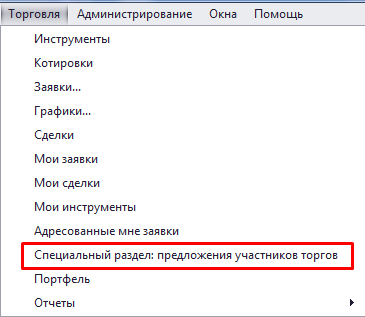 Торговля Администрирование Окна Помощь
Инструменты
Котировки
Заявки...
Графики...
Сделки
Мои заявки
Мои сделки
Мои инструменты
Адресованные мне заявки
Специальный раздел: предложения участников торгов
Портфель
Отчеты